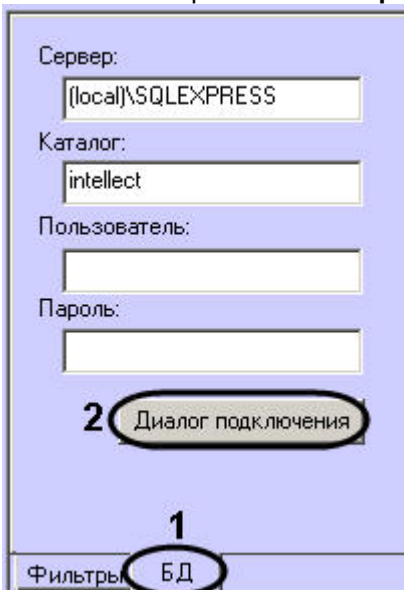 Сервер:
(local)\SQLEXPRESS
Каталог:
intellect
Пользователь:
Пароль:
2 Диалог подключения
1
Фильтры БД